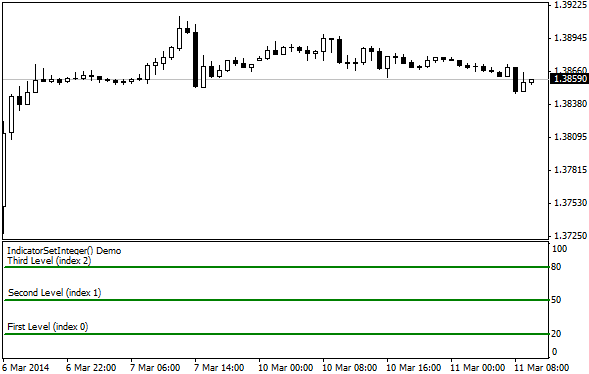 1.39225
1.38945
1.38660
1.38590
1.38380
1.38095
1.37815
1.37530
1.37250
IndicatorSetInteger() Demo
100
Third Level (index 2)
80
Second Level (index 1)
50
First Level (index 0)
20
0
6 Mar 2014 6 Mar 22:00 7 Mar 06:00 7 Mar 14:00 10 Mar 00:00 10 Mar 08:00 10 Mar 16:00 11 Mar 00:00 11 Mar 08:00